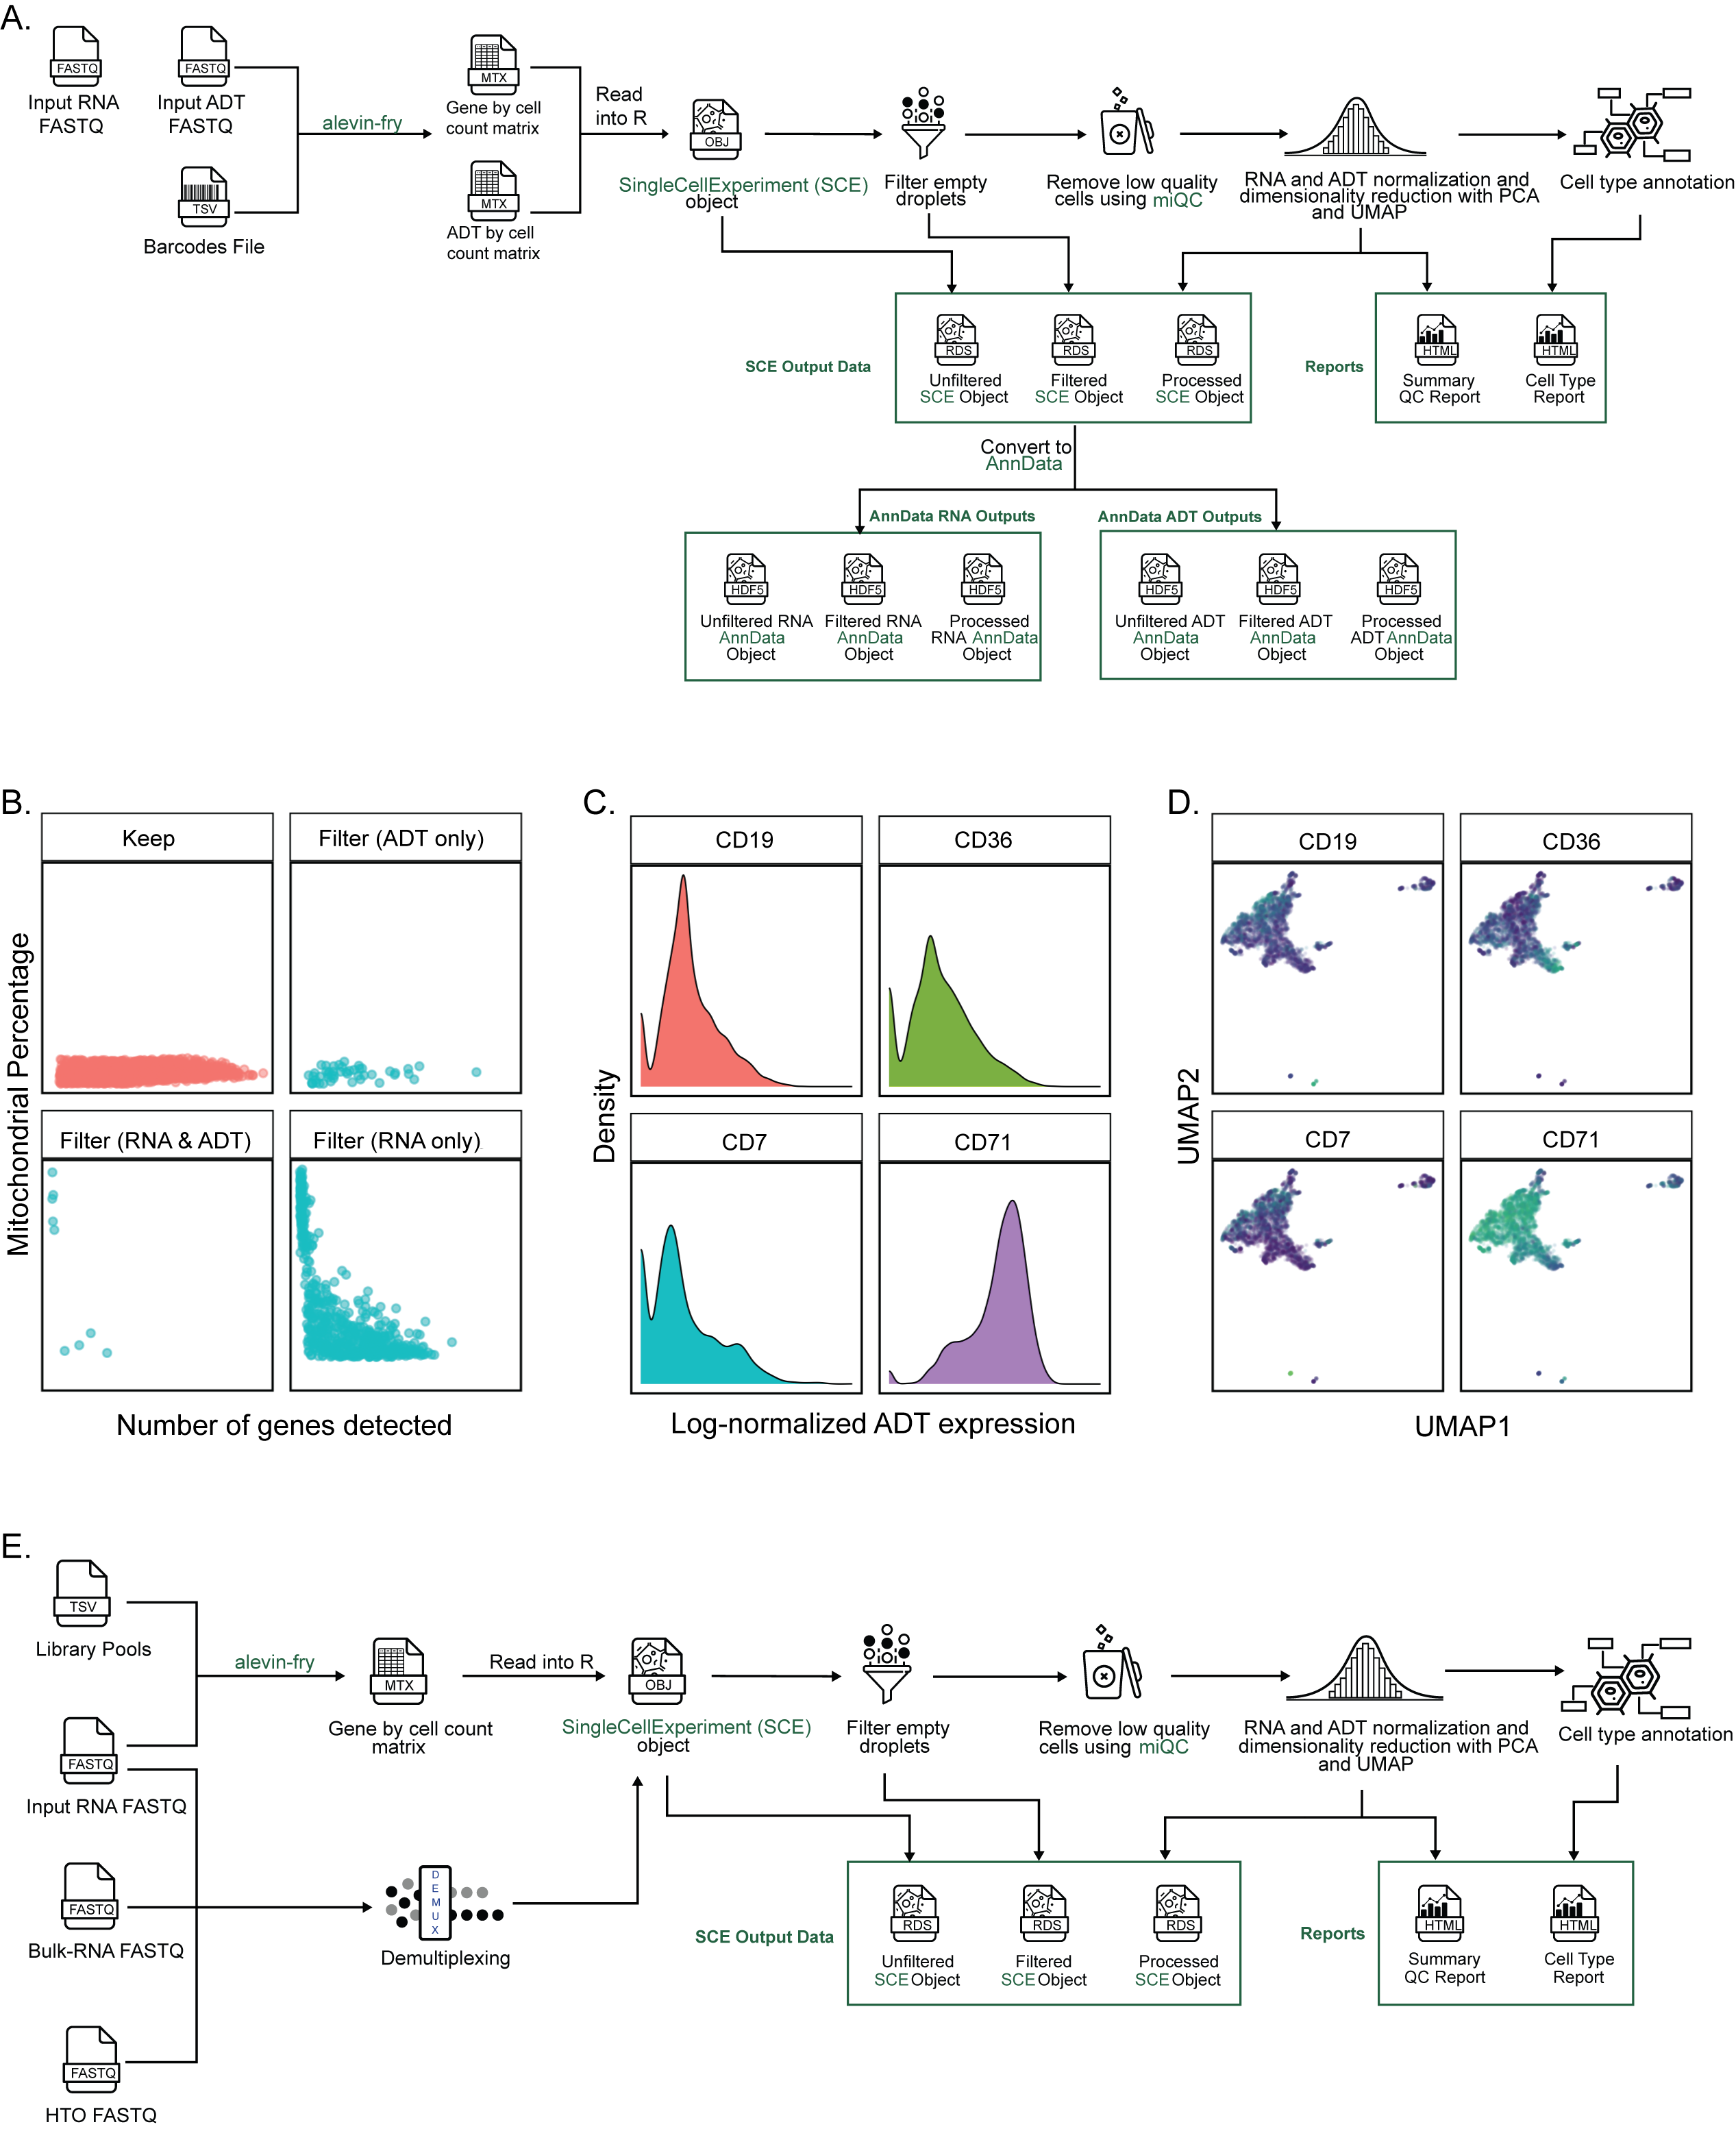 A.
FASTQ
Input RNA
FASTQ
FASTQ
Input ADT
FASTQ
TSV
Barcodes File
alevin-fry
MTX
Gene by cell
count matrix
MTX
ADT by cell
count matrix
Read
into R
OBJ
SingleCellExperiment (SCE)
object
Filter empty
droplets
Remove low quality
cells using miQC
RNA and ADT normalization and
dimensionality reduction with PCA
and UMAP
Cell type annotation
SCE Output Data
RDS
Unfiltered
SCE Object
RDS
Filtered
SCE Object
RDS
Processed
SCE Object
Reports
HTML
Summary
QC Report
HTML
Cell Type
Report
Convert to
AnnData
AnnData RNA Outputs
HDF5
Unfiltered RNA
AnnData
Object
HDF5
Filtered RNA
AnnData
Object
HDF5
Processed
RNA AnnData
Object
AnnData ADT Outputs
HDF5
Unfiltered ADT
AnnData
Object
HDF5
Filtered ADT
AnnData
Object
HDF5
Processed
ADT AnnData
Object
B.
Keep
Filter (ADT only)
Filter (RNA & ADT)
Filter (RNA only)
Mitochondrial Percentage
Number of genes detected
C.
CD19
CD36
CD7
CD71
Density
Log-normalized ADT expression
D.
CD19
CD36
CD7
CD71
UMAP2
UMAP1
E.
TSV
Library Pools
FASTQ
Input RNA FASTQ
FASTQ
Bulk-RNA FASTQ
FASTQ
HTO FASTQ
alevin-fry
MTX
Gene by cell count
matrix
Read into R
DEMUX
Demultiplexing
OBJ
SingleCellExperiment (SCE)
object
Filter empty
droplets
Remove low quality
cells using miQC
RNA and ADT normalization and
dimensionality reduction with PCA
and UMAP
Cell type annotation
SCE Output Data
RDS
Unfiltered
SCE Object
RDS
Filtered
SCE Object
RDS
Processed
SCE Object
Reports
HTML
Summary
QC Report
HTML
Cell Type
Report